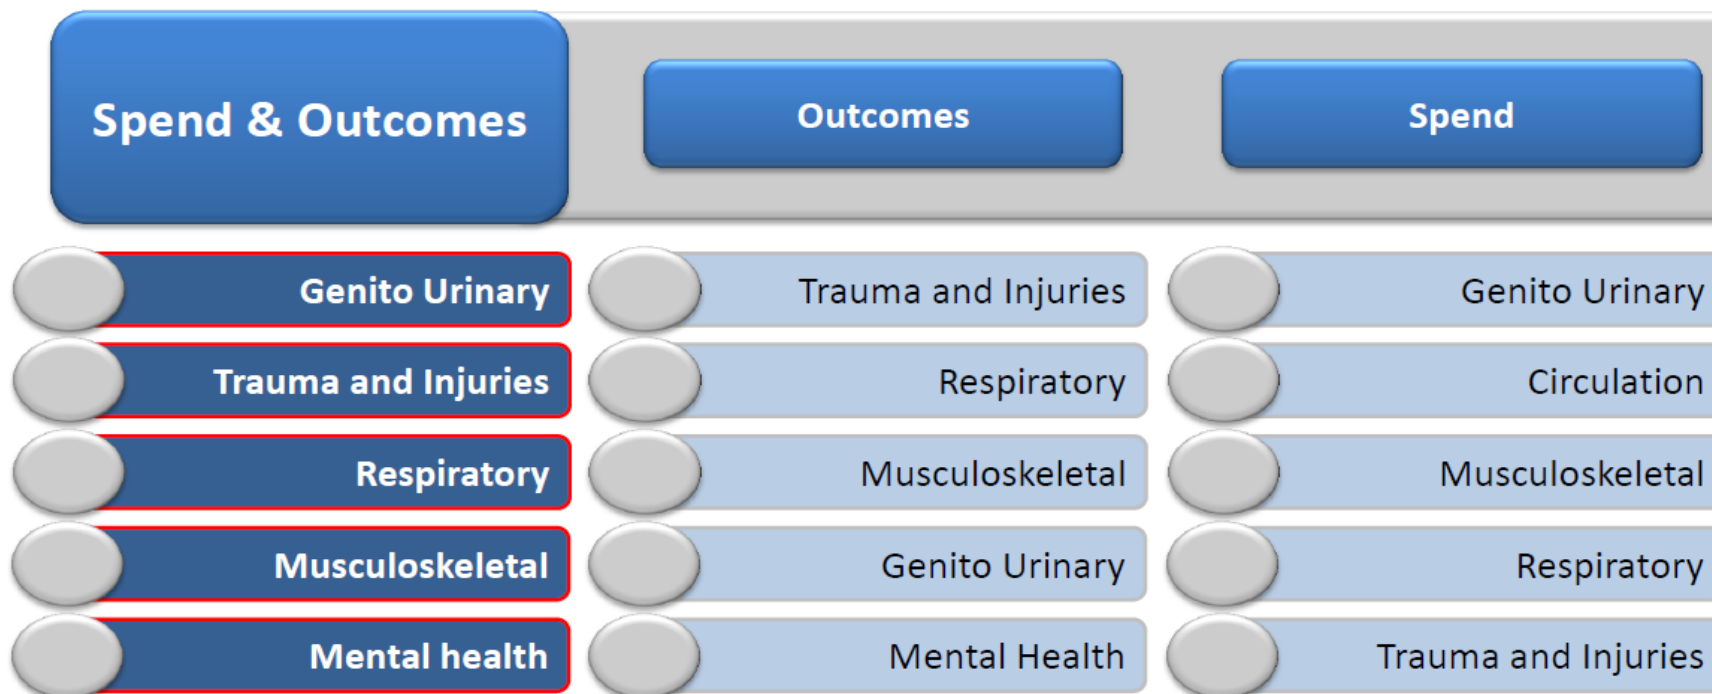 Spend & Outcomes
Outcomes
Spend
Genito Urinary
Trauma and Injuries
Genito Urinary
Trauma and Injuries
Respiratory
Circulation
Respiratory
Musculoskeletal
Musculoskeletal
Musculoskeletal
Genito Urinary
Respiratory
Mental health
Mental Health
Trauma and Injuries